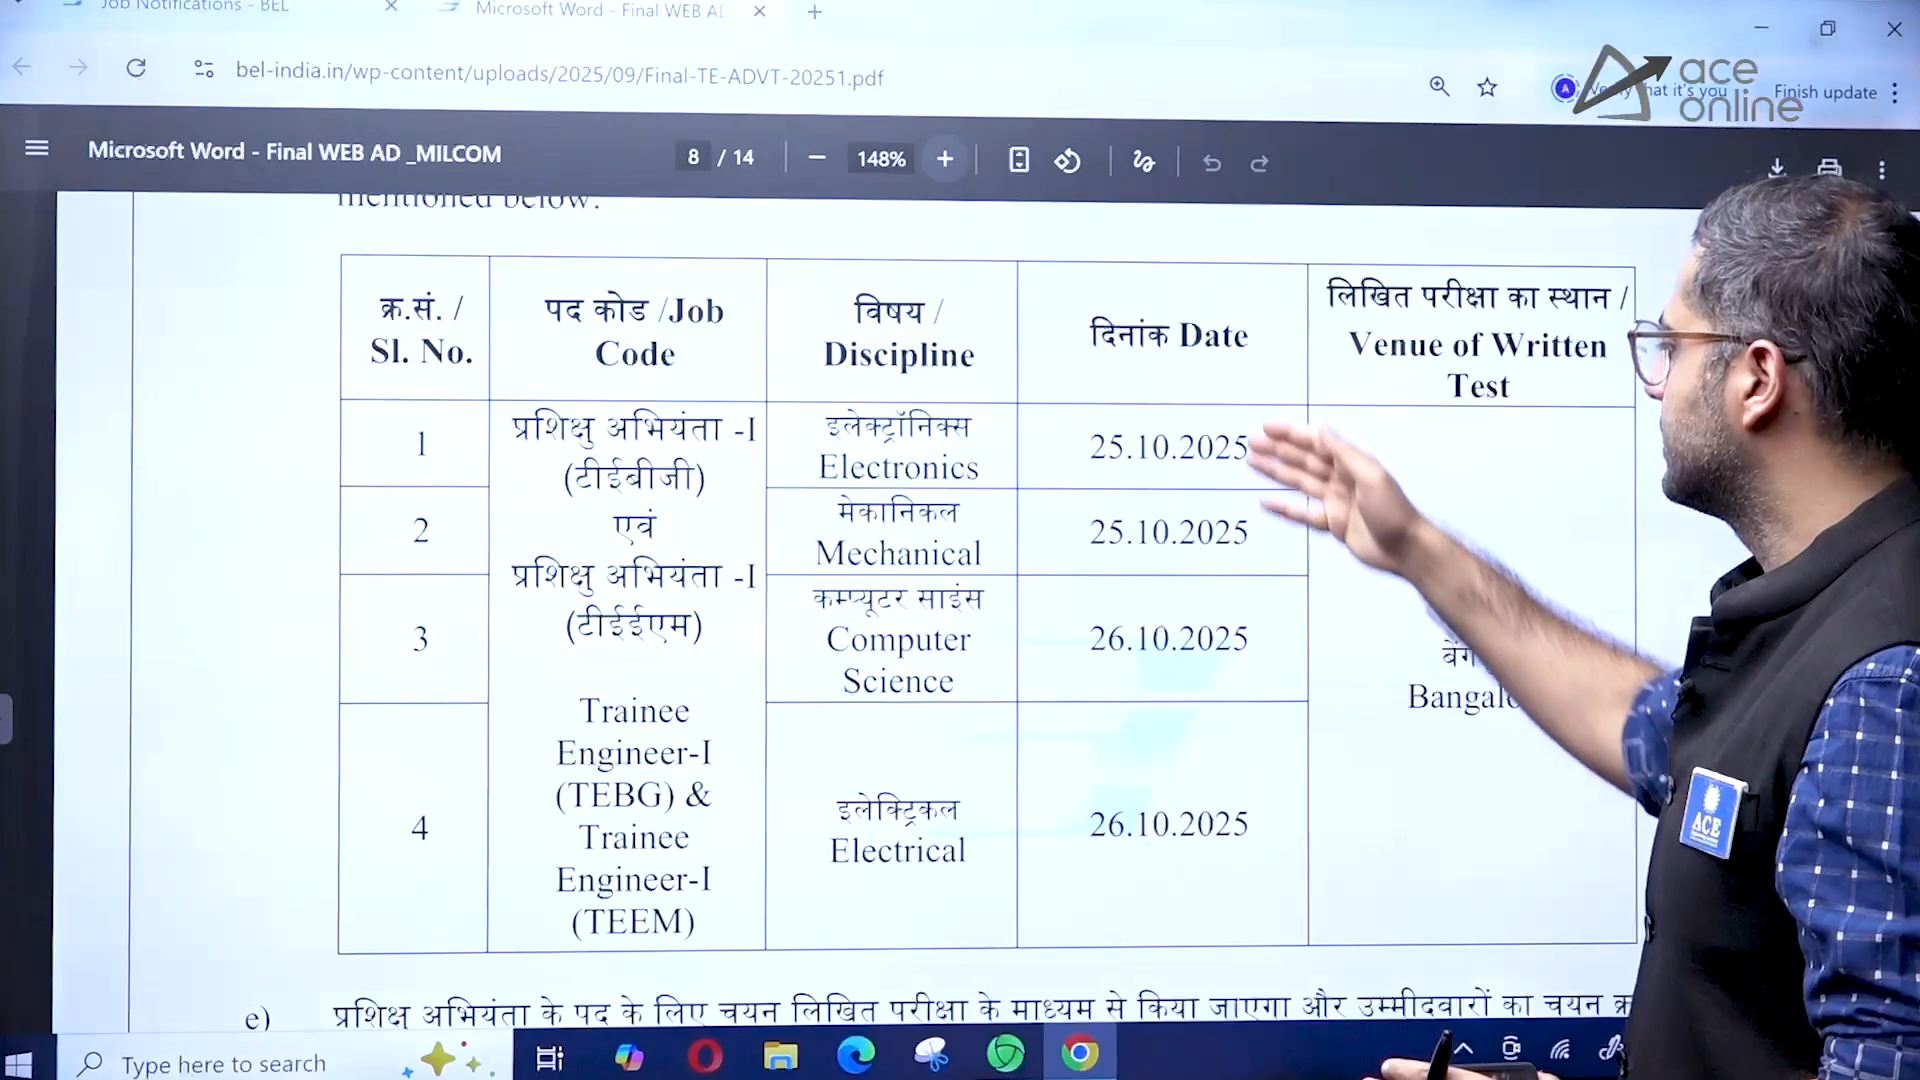 Job Notifications - BEL
Microsoft Word - Final WEB AD
bel-india.in/wp-content/uploads/2025/09/Final-TE-ADVT-20251.pdf
that it's you
Finish update
ace
online
Microsoft Word - Final WEB AD _MILCOM
8 / 14
148%
mentioned below.
क्र.सं. /
Sl. No.
पद कोड /Job
Code
विषय /
Discipline
दिनांक Date
लिखित परीक्षा का स्थान /
Venue of Written
Test
1
प्रशिक्षु अभियंता -I
(टीईबीजी)
एवं
प्रशिक्षु अभियंता -I
(टीईईएम)
Trainee
Engineer-I
(TEBG) &
Trainee
Engineer-I
(TEEM)
इलेक्ट्रॉनिक्स
Electronics
25.10.2025
2
मेकानिकल
Mechanical
25.10.2025
3
कम्प्यूटर साइंस
Computer
Science
26.10.2025
4
इलेक्ट्रिकल
Electrical
26.10.2025
ACE
e)
प्रशिक्षु अभियंता के पद के लिए चयन लिखित परीक्षा के माध्यम से किया जाएगा और उम्मीदवारों का चयन
Type here to search